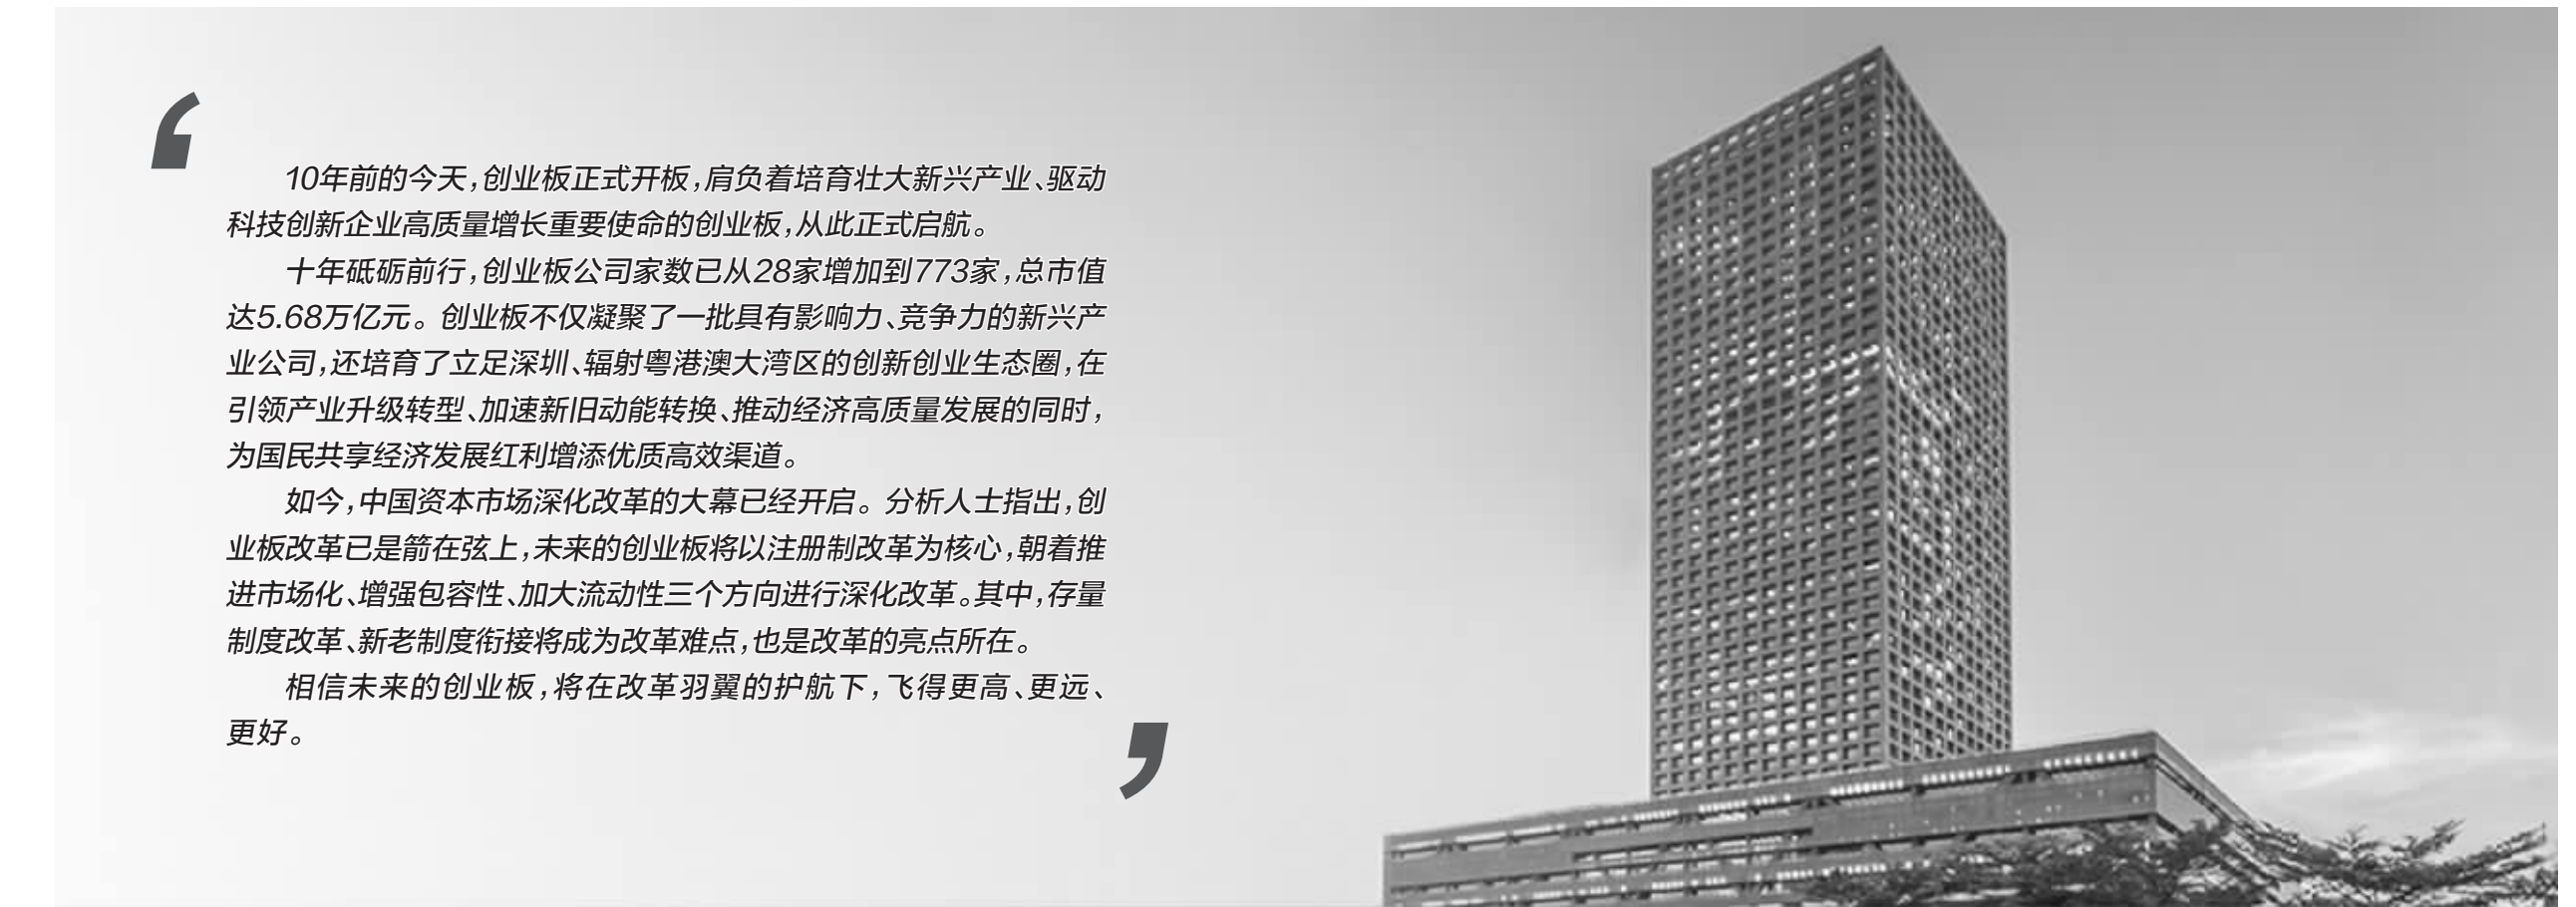 ‘
10年前的今天,创业板正式开板,肩负着培育壮大新兴产业、驱动
科技创新企业高质量增长重要使命的创业板,从此正式启航。
十年砥砺前行,创业板公司家数已从28家增加到773家,总市值
达5.68万亿元。创业板不仅凝聚了一批具有影响力、竞争力的新兴产
业公司,还培育了立足深圳、辐射粤港澳大湾区的创新创业生态圈,在
引领产业升级转型、加速新旧动能转换、推动经济高质量发展的同时,
为国民共享经济发展红利增添优质高效渠道。
如今,中国资本市场深化改革的大幕已经开启。分析人士指出,创
业板改革已是箭在弦上,未来的创业板将以注册制改革为核心,朝着推
进市场化、增强包容性、加大流动性三个方向进行深化改革。其中,存量
制度改革、新老制度衔接将成为改革难点,也是改革的亮点所在。
相信未来的创业板,将在改革羽翼的护航下,飞得更高、更远、
更好。
’